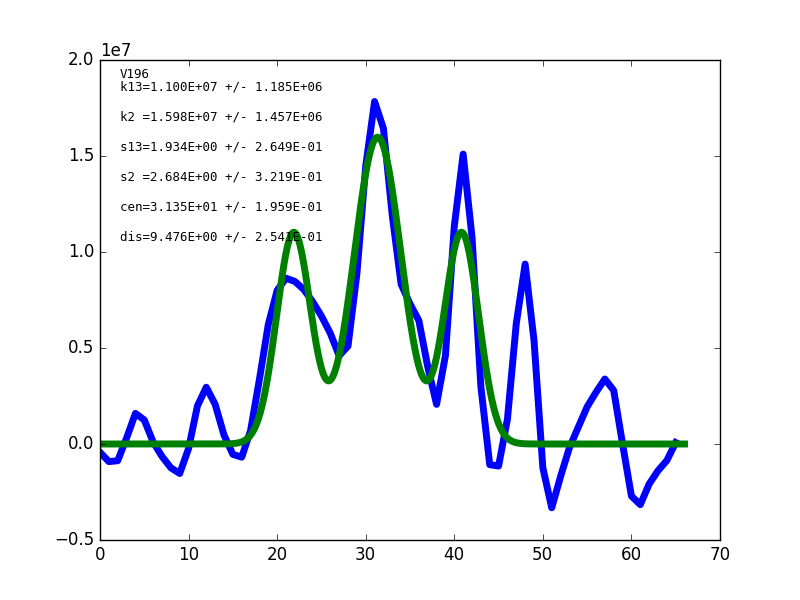 1e7
2.0
1.5
1.0
0.5
0.0
−0.5
V196
k13=1.100E+07 +/- 1.185E+06
k2 =1.598E+07 +/- 1.457E+06
s13=1.934E+00 +/- 2.649E-01
s2 =2.684E+00 +/- 3.219E-01
cen=3.135E+01 +/- 1.959E-01
dis=9.476E+00 +/- 2.541E-01
0 10 20 30 40 50 60 70